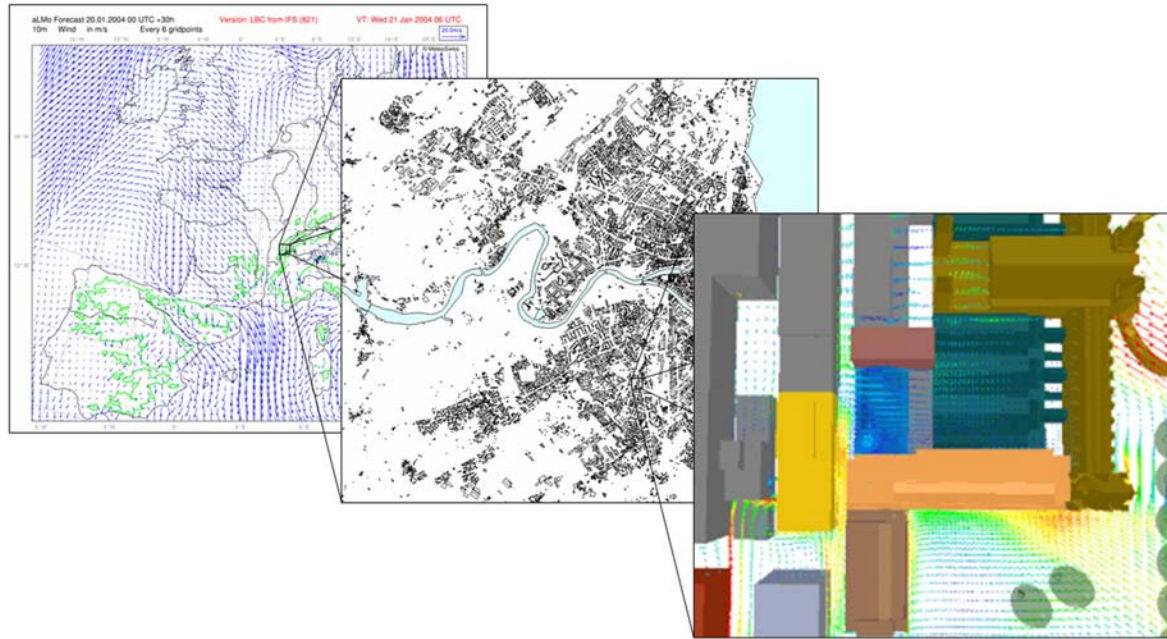 aLMo Forecast 20.01.2004 00 UTC +30h
Version: LBC from IFS (821)
VT: Wed 21 Jan 2004 06 UTC
10m Wind in m/s Every 6 gridpoints
20.0m/s
© MeteoSwiss